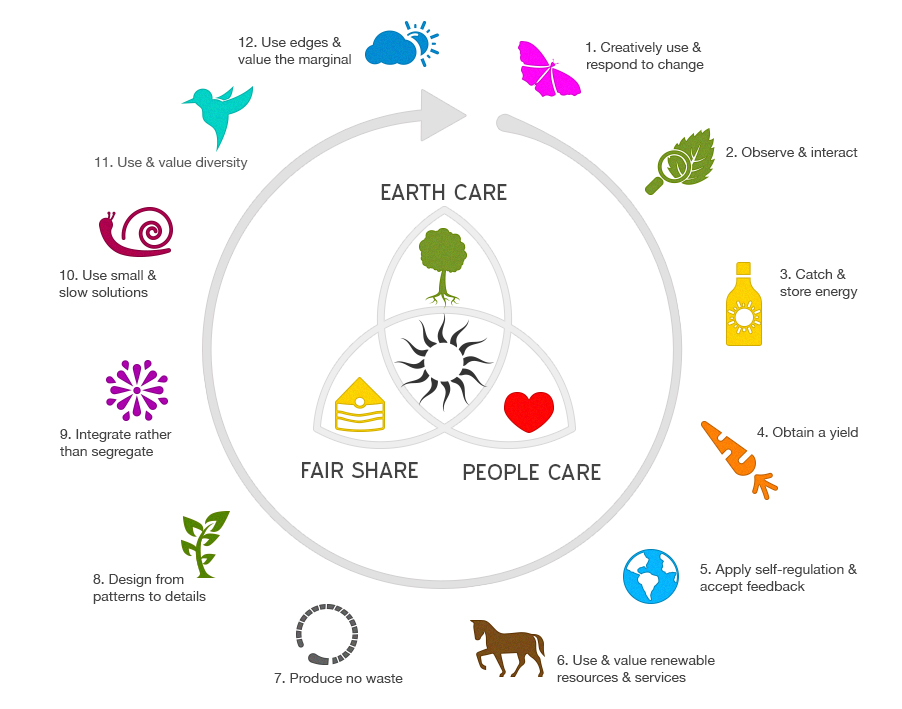 12. Use edges &
value the marginal
1. Creatively use &
respond to change
2. Observe & interact
11. Use & value diversity
EARTH CARE
10. Use small &
slow solutions
3. Catch &
store energy
9. Integrate rather
than segregate
4. Obtain a yield
FAIR SHARE
PEOPLE CARE
8. Design from
patterns to details
5. Apply self-regulation &
accept feedback
7. Produce no waste
6. Use & value renewable
resources & services